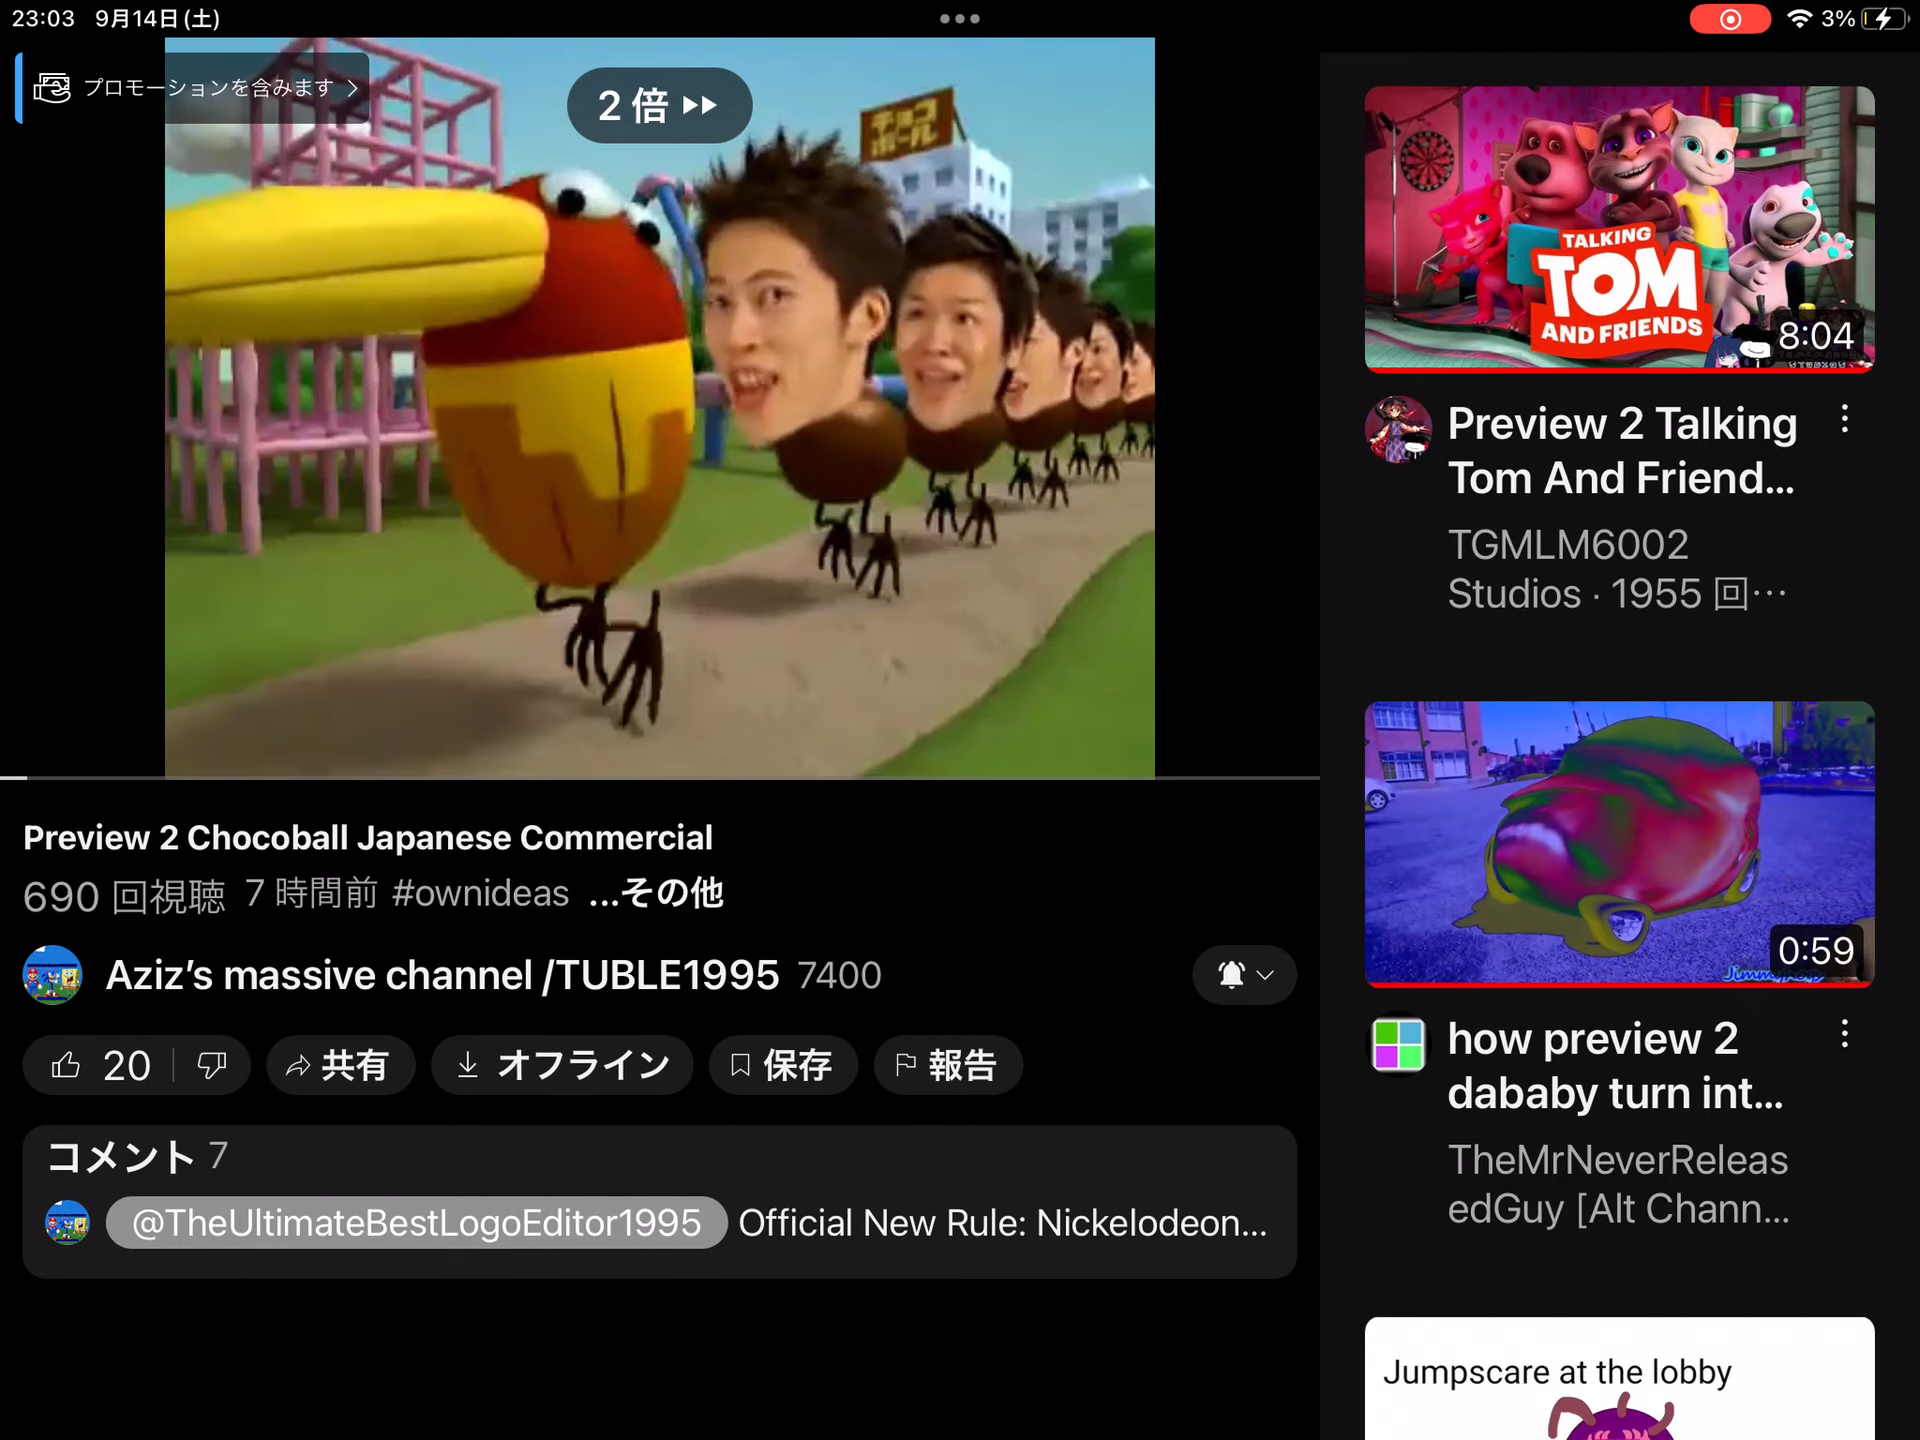 23:03 9月14日(土)
3%
プロモーションを含みます
2倍
チョコ
ボール
Preview 2 Chocoball Japanese Commercial
690 回視聴 7 時間前 #ownideas ...その他
Aziz's massive channel /TUBLE1995 7400
20
共有
オフライン
保存
報告
コメント 7
@TheUltimateBestLogoEditor1995 Official New Rule: Nickelodeon...
TALKING
TOM
AND FRIENDS
8:04
Preview 2 Talking
Tom And Friend...
TGMLM6002
Studios · 1955 回…
0:59
how preview 2
dababy turn int...
TheMrNeverReleas
edGuy [Alt Chann...
Jumpscare at the lobby